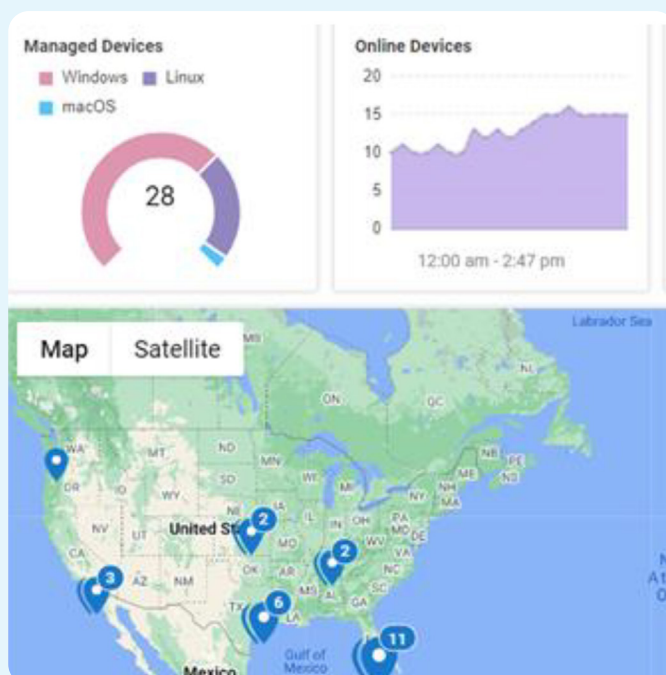 Managed Devices
Windows Linux
macOS
28
Online Devices
20
15
10
5
0
12:00 am - 2:47 pm
Map Satellite
Labrador Sea
MB
NL
ON
QC
WA
MT
ND
MN
NB
PE
NS
ME
OR
ID
WY
SD
WI
MI
NY
NH
MA
NE
IA
IL
IN
OH
PA
MD
DE
NV
UT
United St
2
MO
WV
VA
CA
AZ
NM
OK
AR
2
NC
SC
3
TX
6
LA
MS
AL
GA
11
Gulf of
Mexico
Mexico